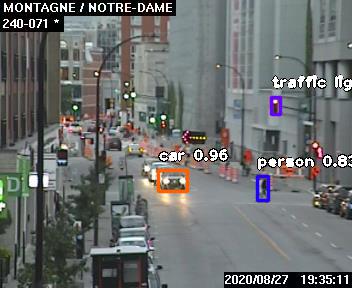 MONTAGNE / NOTRE-DAME
240-071 *
traffic lig
car 0.96
person 0.83
D
2020/08/27 19:35:11